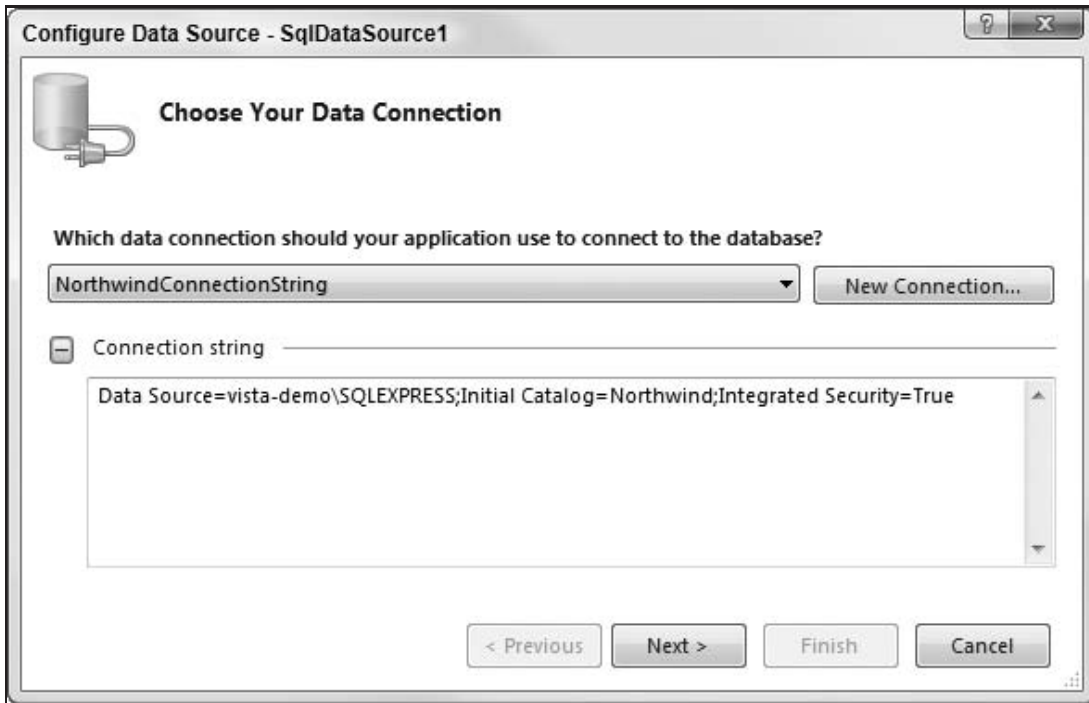 Configure Data Source - SqlDataSource1
Choose Your Data Connection
Which data connection should your application use to connect to the database?
NorthwindConnectionString
New Connection...
Connection string
Data Source=vista-demo\SQLEXPRESS;Initial Catalog=Northwind;Integrated Security=True
< Previous
Next >
Finish
Cancel